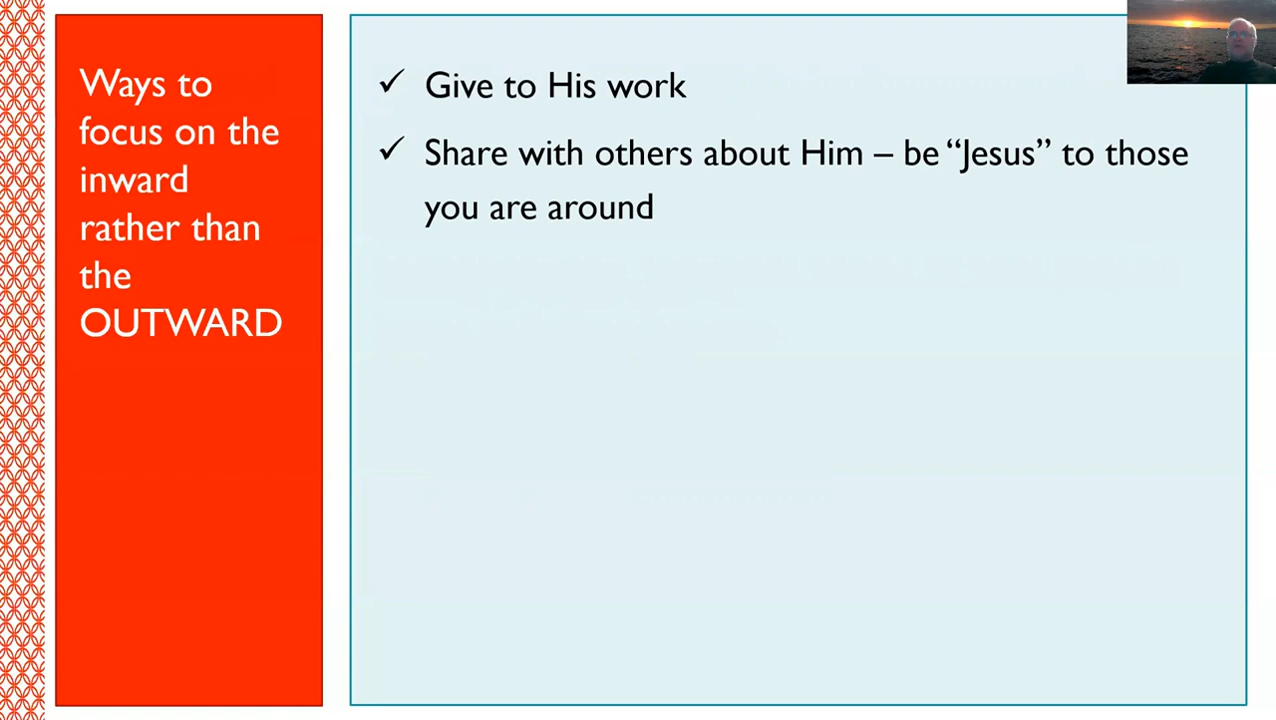 Ways to
focus on the
inward
rather than
the
OUTWARD
✓ Give to His work
✓ Share with others about Him – be “Jesus” to those
you are around